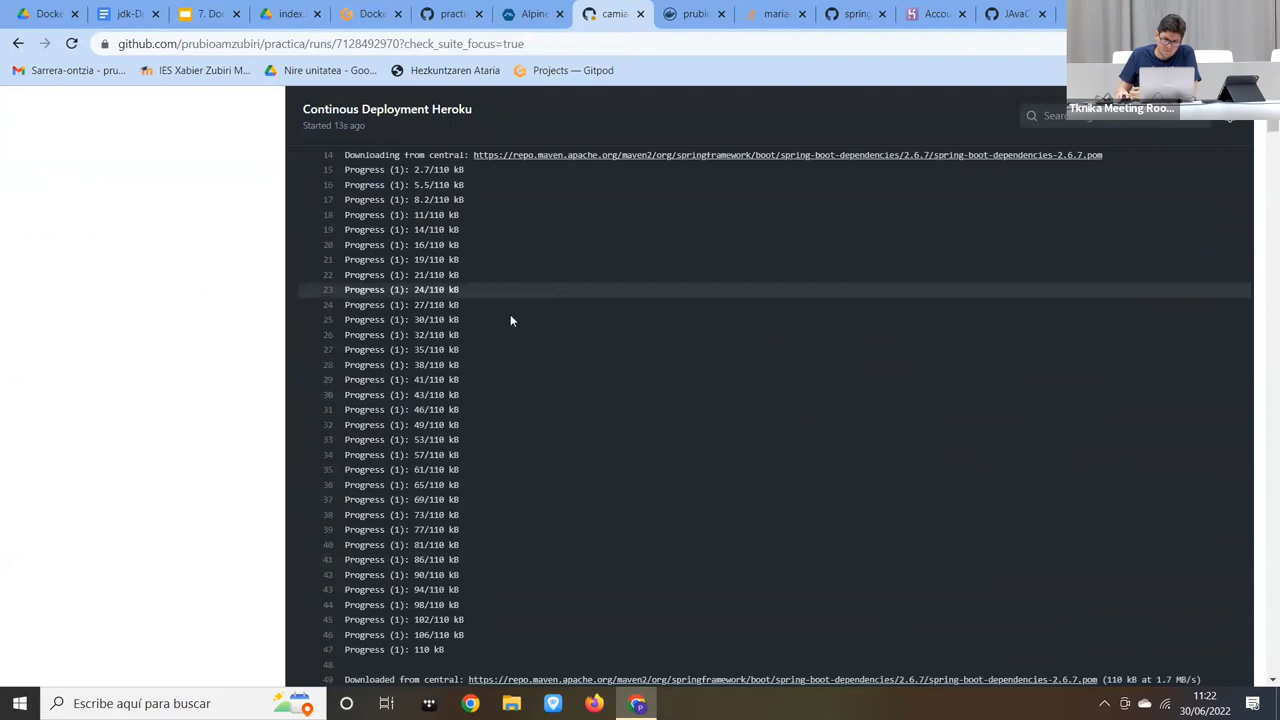 jdk-D
7. Doc
Alpine
camia
maria
spring
Accou
JAVAC
github.com/prubioamzubiri/practica/runs/7128492970?check_suite_focus=true
Sarrera-ontzia - pru...
IES Xabier Zubiri M...
Nire unitatea - Goo...
Hezkuntzaren Ataria
Projects — Gitpod
Tknika Meeting Roo...
Continous Deployment Heroku
Started 13s ago
14 Downloading from central: https://repo.maven.apache.org/maven2/org/springframework/boot/spring-boot-dependencies/2.6.7/spring-boot-dependencies-2.6.7.pom
15 Progress (1): 2.7/110 kB
16 Progress (1): 5.5/110 kB
17 Progress (1): 8.2/110 kB
18 Progress (1): 11/110 kB
19 Progress (1): 14/110 kB
20 Progress (1): 16/110 kB
21 Progress (1): 19/110 kB
22 Progress (1): 21/110 kB
23 Progress (1): 24/110 kB
24 Progress (1): 27/110 kB
25 Progress (1): 30/110 kB
26 Progress (1): 32/110 kB
27 Progress (1): 35/110 kB
28 Progress (1): 38/110 kB
29 Progress (1): 41/110 kB
30 Progress (1): 43/110 kB
31 Progress (1): 46/110 kB
32 Progress (1): 49/110 kB
33 Progress (1): 53/110 kB
34 Progress (1): 57/110 kB
35 Progress (1): 61/110 kB
36 Progress (1): 65/110 kB
37 Progress (1): 69/110 kB
38 Progress (1): 73/110 kB
39 Progress (1): 77/110 kB
40 Progress (1): 81/110 kB
41 Progress (1): 86/110 kB
42 Progress (1): 90/110 kB
43 Progress (1): 94/110 kB
44 Progress (1): 98/110 kB
45 Progress (1): 102/110 kB
46 Progress (1): 106/110 kB
47 Progress (1): 110 kB
48
49 Downloaded from central: https://repo.maven.apache.org/maven2/org/springframework/boot/spring-boot-dependencies/2.6.7/spring-boot-dependencies-2.6.7.pom (110 kB at 1.7 MB/s)
Escribe aquí para buscar
11:22
30/06/2022